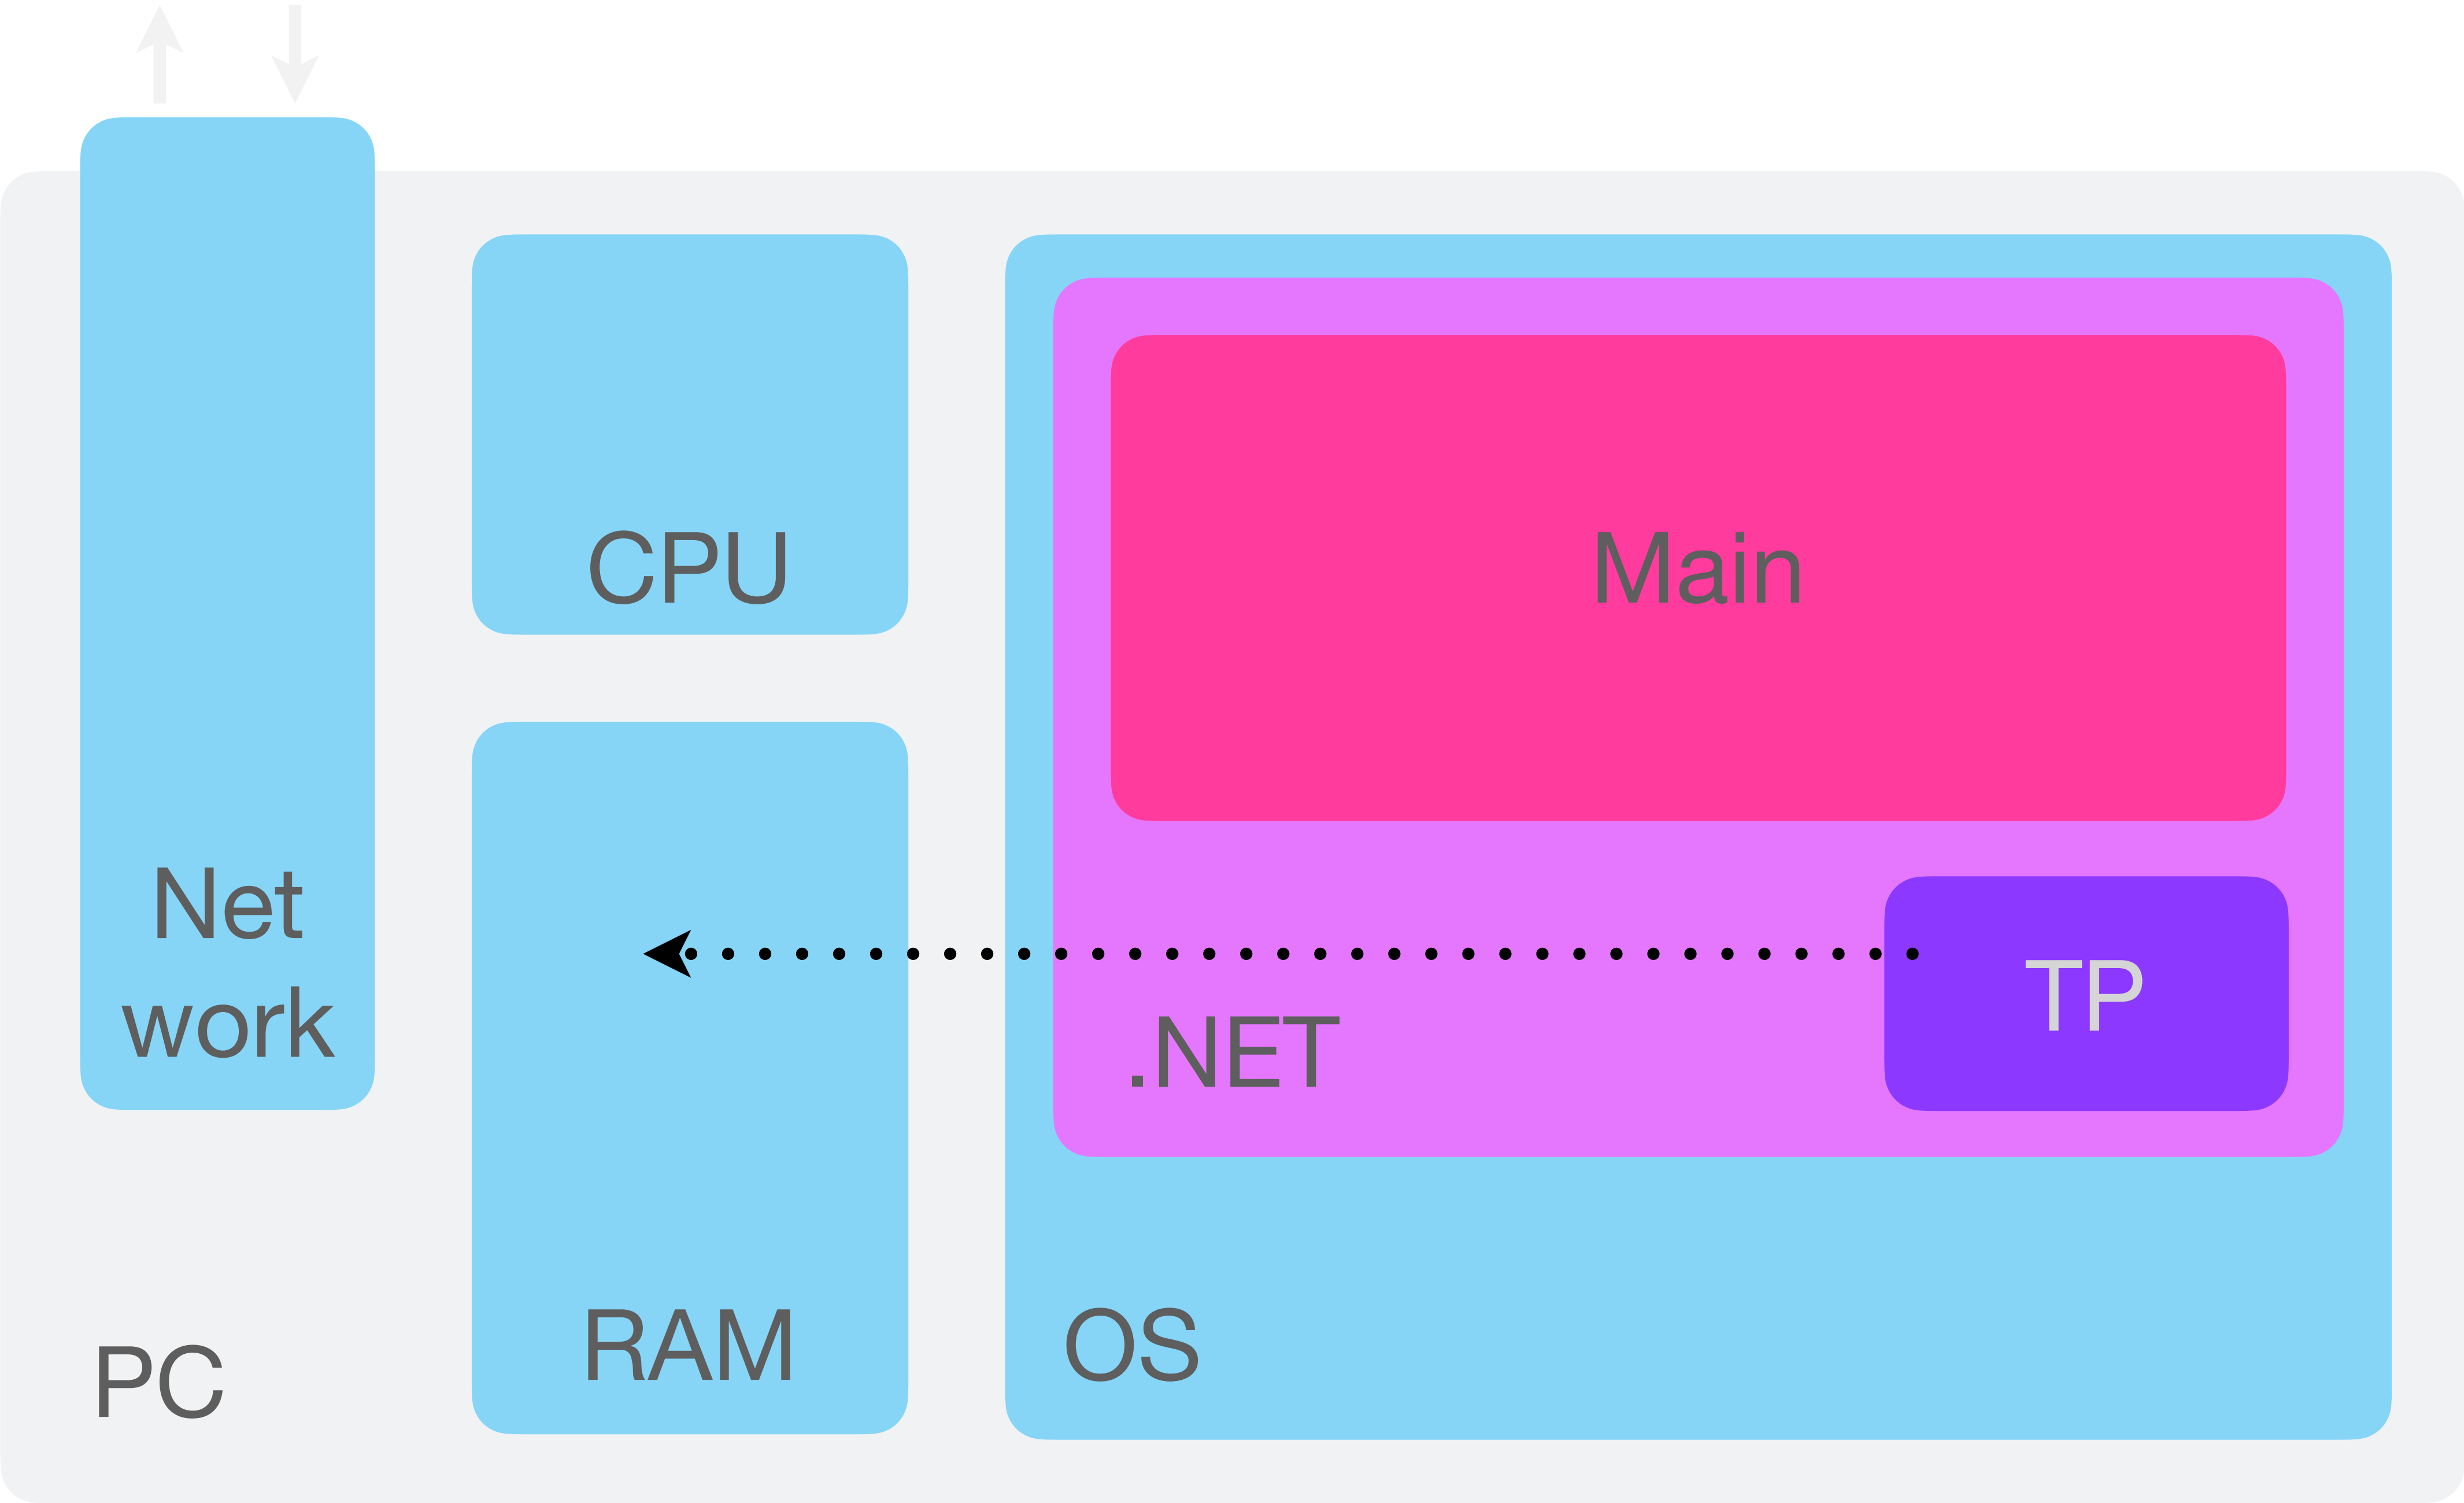 CPU
Main
Net
work
TP
.NET
RAM
OS
PC